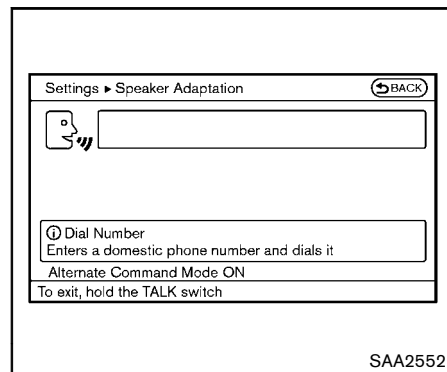 Settings ▸ Speaker Adaptation
BACK
Dial Number
Enters a domestic phone number and dials it
Alternate Command Mode ON
To exit, hold the TALK switch
SAA2552